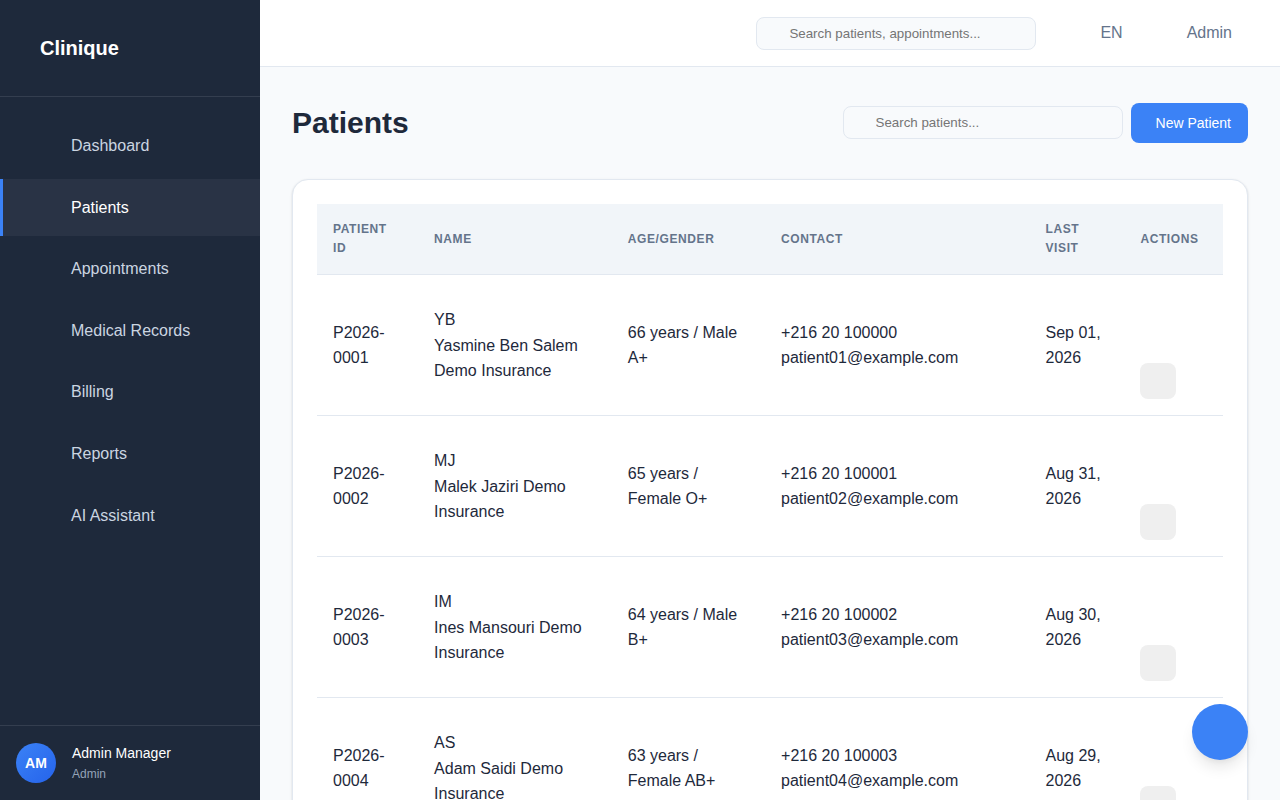 Clinique
Search patients, appointments...
EN
Admin
Dashboard
Patients
Appointments
Medical Records
Billing
Reports
AI Assistant
AM
Admin Manager
Admin
Patients
Search patients...
New Patient
PATIENT
ID
NAME
AGE/GENDER
CONTACT
LAST
VISIT
ACTIONS
P2026-
0001
YB
Yasmine Ben Salem
Demo Insurance
66 years / Male
A+
+216 20 100000
patient01@example.com
Sep 01,
2026
P2026-
0002
MJ
Malek Jaziri Demo
Insurance
65 years /
Female O+
+216 20 100001
patient02@example.com
Aug 31,
2026
P2026-
0003
IM
Ines Mansouri Demo
Insurance
64 years / Male
B+
+216 20 100002
patient03@example.com
Aug 30,
2026
P2026-
0004
AS
Adam Saidi Demo
Insurance
63 years /
Female AB+
+216 20 100003
patient04@example.com
Aug 29,
2026